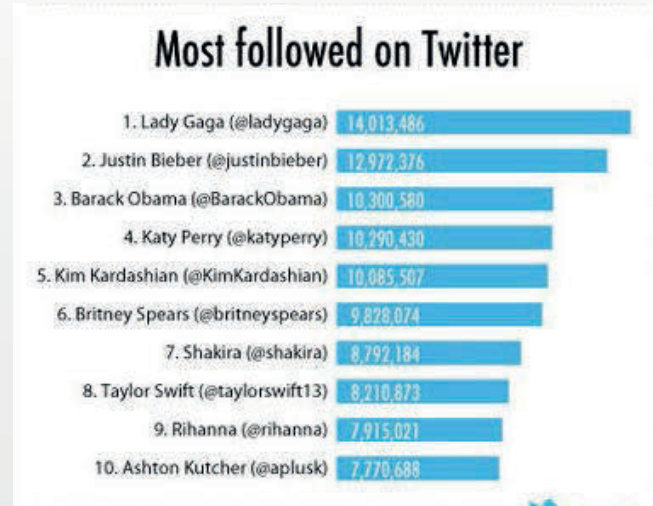 Most followed on Twitter
1. Lady Gaga (@ladygaga) 14,013,486
2. Justin Bieber (@justinbieber) 12,972,376
3. Barack Obama (@BarackObama) 10,300,580
4. Katy Perry (@katyperry) 10,290,430
5. Kim Kardashian (@KimKardashian) 10,085,507
6. Britney Spears (@britneyspears) 9,828,074
7. Shakira (@shakira) 8,792,184
8. Taylor Swift (@taylorswift13) 8,210,873
9. Rihanna (@rihanna) 7,915,021
10. Ashton Kutcher (@aplusk) 7,770,688